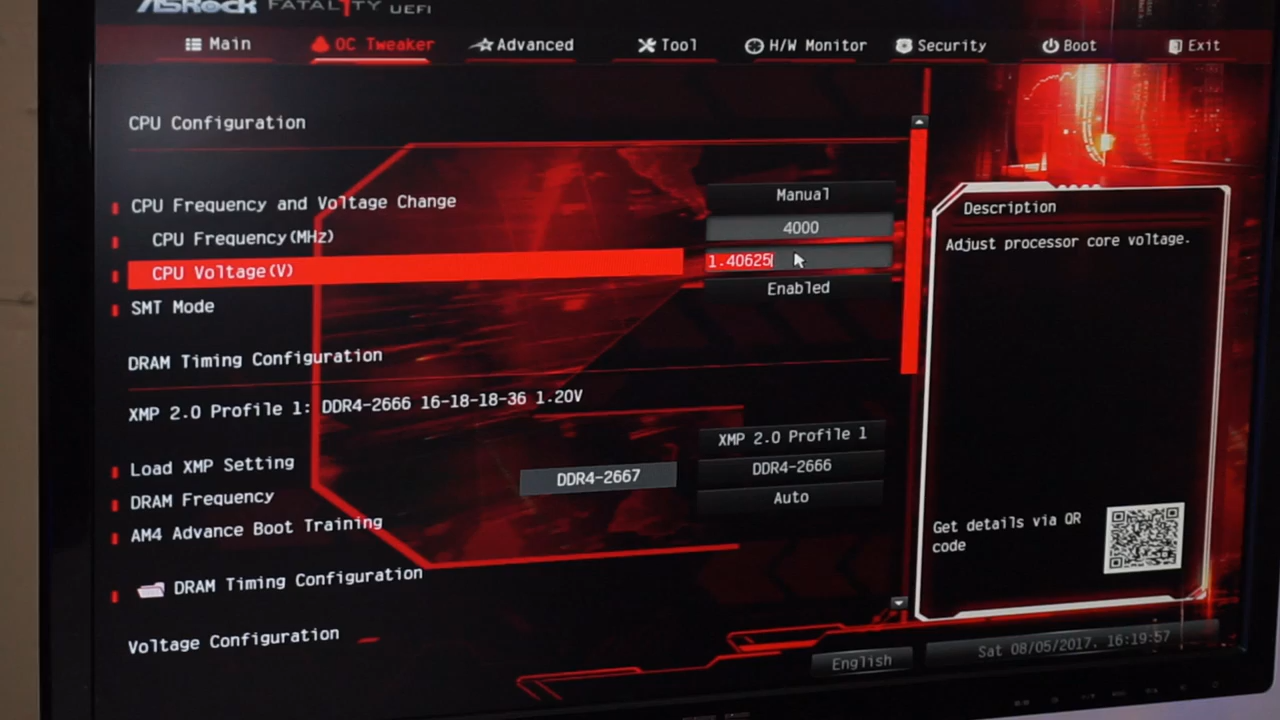 ASRock FATAL1TY UEFI
Main OC Tweaker Advanced Tool H/W Monitor Security Boot Exit
CPU Configuration
CPU Frequency and Voltage Change Manual
CPU Frequency(MHz) 4000
CPU Voltage(V) 1.40625
SMT Mode Enabled
DRAM Timing Configuration
XMP 2.0 Profile 1: DDR4-2666 16-18-18-36 1.20V
Load XMP Setting XMP 2.0 Profile 1
DRAM Frequency DDR4-2667 DDR4-2666
AM4 Advance Boot Training Auto
DRAM Timing Configuration
Voltage Configuration
Description
Adjust processor core voltage.
Get details via QR
code
English
Sat 08/05/2017. 16:19:57